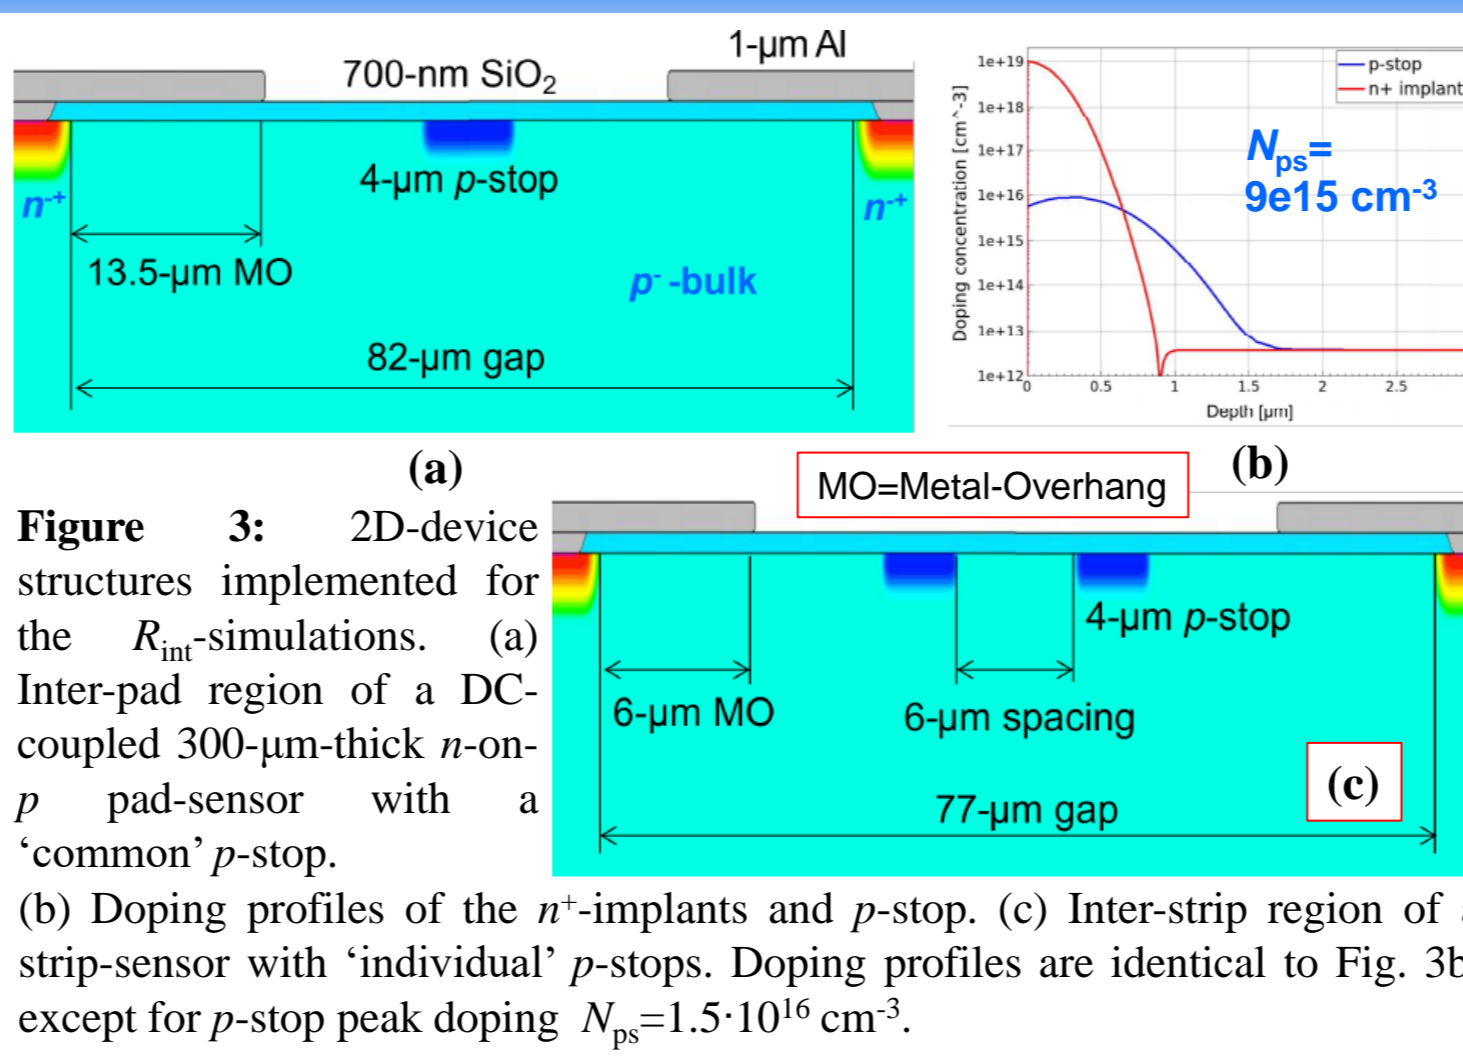 1-µm Al
700-nm SiO₂
4-µm p-stop
n⁻⁺
n⁻⁺
13.5-µm MO
p⁻ -bulk
82-µm gap
(a)
Doping concentration [cm^-3]
1e+19
1e+18
1e+17
1e+16
1e+15
1e+14
1e+13
1e+12
p-stop
n+ implant
Nps=
9e15 cm⁻³
0
0.5
1
1.5
2
2.5
Depth [µm]
(b)
MO=Metal-Overhang
4-µm p-stop
6-µm MO
6-µm spacing
(c)
77-µm gap
Figure 3: 2D-device
structures implemented for
the Rint-simulations. (a)
Inter-pad region of a DC-
coupled 300-µm-thick n-on-
p pad-sensor with a
‘common’ p-stop.
(b) Doping profiles of the n⁺-implants and p-stop. (c) Inter-strip region of
strip-sensor with ‘individual’ p-stops. Doping profiles are identical to Fig. 3b
except for p-stop peak doping Nps=1.5·10¹⁶ cm⁻³.